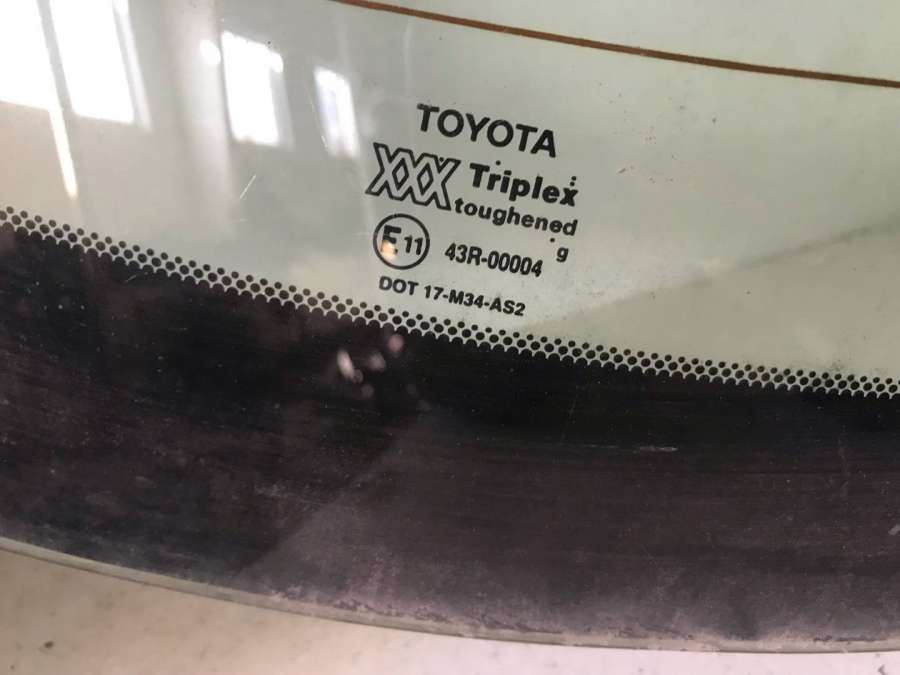 TOYOTA
XXX Triplex
toughened
E11 43R-00004 g
DOT 17-M34-AS2